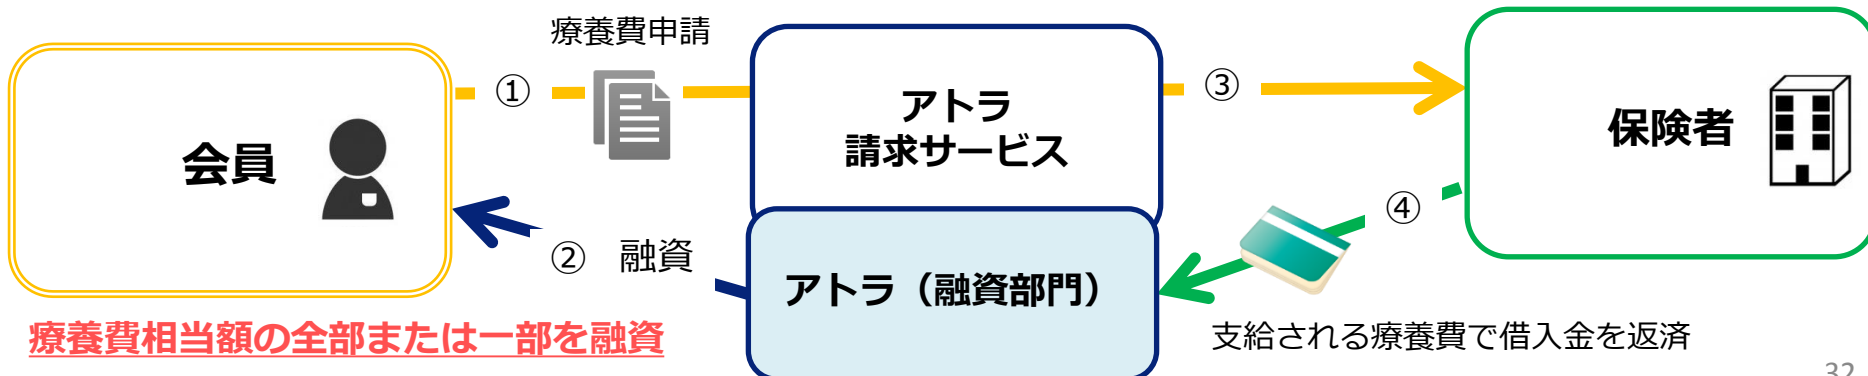 療養費申請
①
会員
アトラ
請求サービス
③
保険者
② 融資
アトラ（融資部門）
④
療養費相当額の全部または一部を融資
支給される療養費で借入金を返済
32